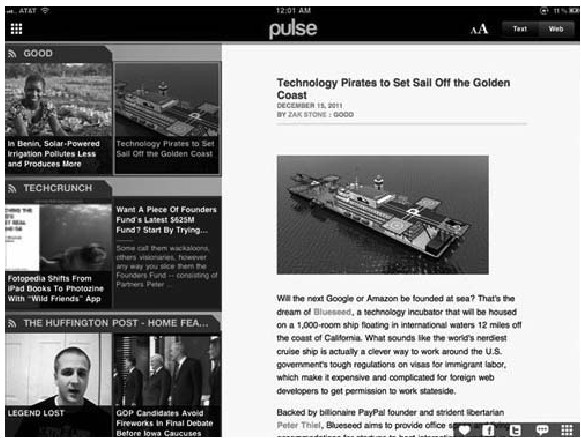 AT&T
12:01 AM
pulse
AA
Text
Web
GOOD
In Benin, Solar-Powered
Irrigation Pollutes Less
and Produces More
Technology Pirates to Set
Sail Off the Golden Coast
TECHCRUNCH
Fotopedia Shifts From
iPad Books To Photozine
With "Wild Friends" App
Want A Piece Of Founders
Fund's Latest $625M
Fund? Start By Trying...
Some call them wackaloons,
others visionaries, however
any way you slice them the
Founders Fund -- consisting of
Partners Peter ...
THE HUFFINGTON POST - HOME FEA...
LEGEND LOST
GOP Candidates Avoid
Fireworks In Final Debate
Before Iowa Caucuses
Technology Pirates to Set Sail Off the Golden
Coast
DECEMBER 15, 2011
BY ZAK STONE : GOOD
Will the next Google or Amazon be founded at sea? That's the
dream of Blueseed, a technology incubator that will be housed
on a 1,000-room ship floating in international waters 12 miles off
the coast of California. What sounds like the world's nerdiest
cruise ship is actually a clever way to work around the U.S.
government's tough regulations on visas for immigrant labor,
which make it expensive and complicated for foreign web
developers to get permission to work stateside.
Backed by billionaire PayPal founder and strident libertarian
Peter Thiel, Blueseed aims to provide office